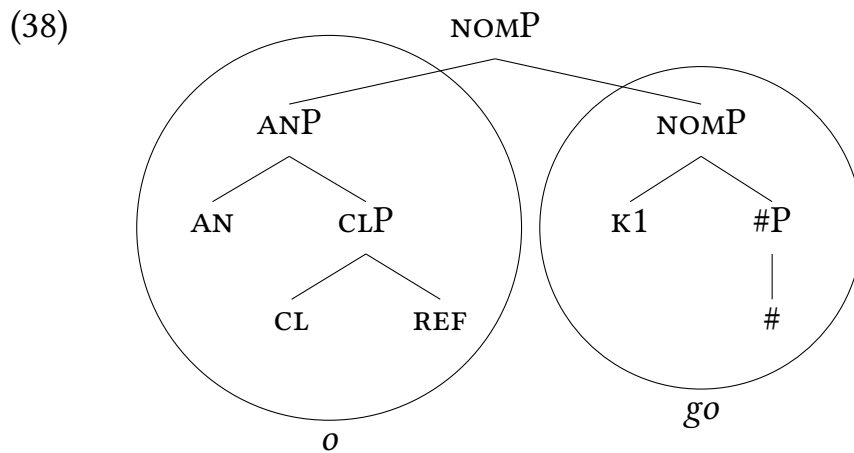 (38) NOMP
ANP NOMP
AN CLP K1 #P
CL REF #
o go